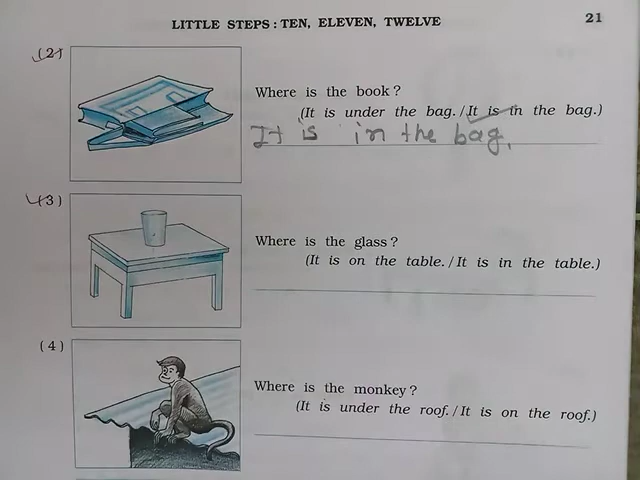 LITTLE STEPS : TEN, ELEVEN, TWELVE 21
(2)
Where is the book ?
(It is under the bag. / It is in the bag.)
It is in the bag.
(3)
Where is the glass ?
(It is on the table. / It is in the table.)
(4)
Where is the monkey ?
(It is under the roof. / It is on the roof.)